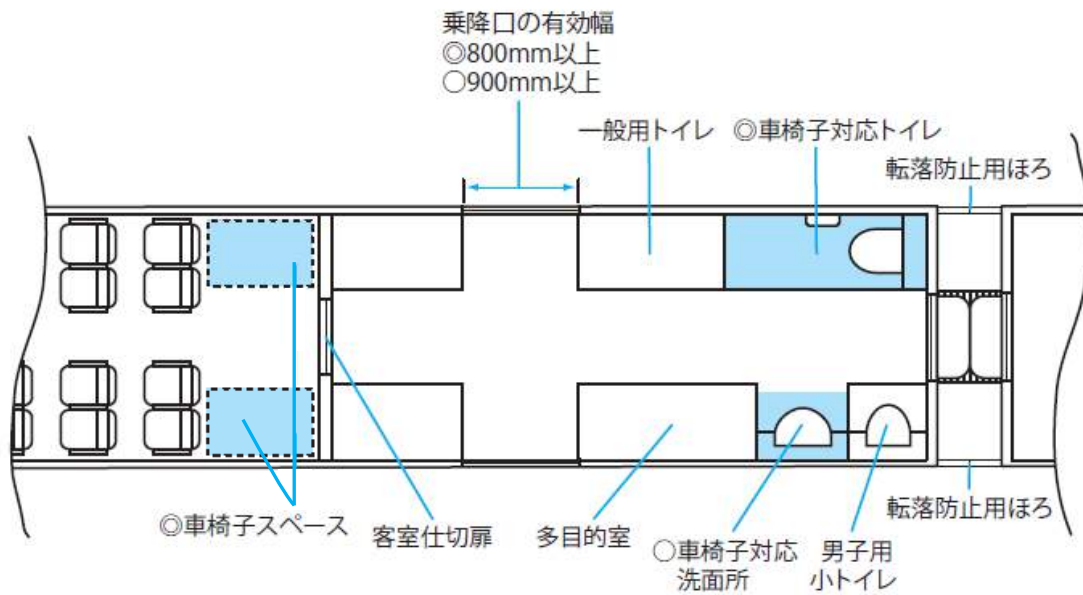 乗降口の有効幅
◎800mm以上
○900mm以上
一般用トイレ
◎車椅子対応トイレ
転落防止用ほろ
◎車椅子スペース
客室仕切扉
多目的室
○車椅子対応
洗面所
男子用
小トイレ
転落防止用ほろ